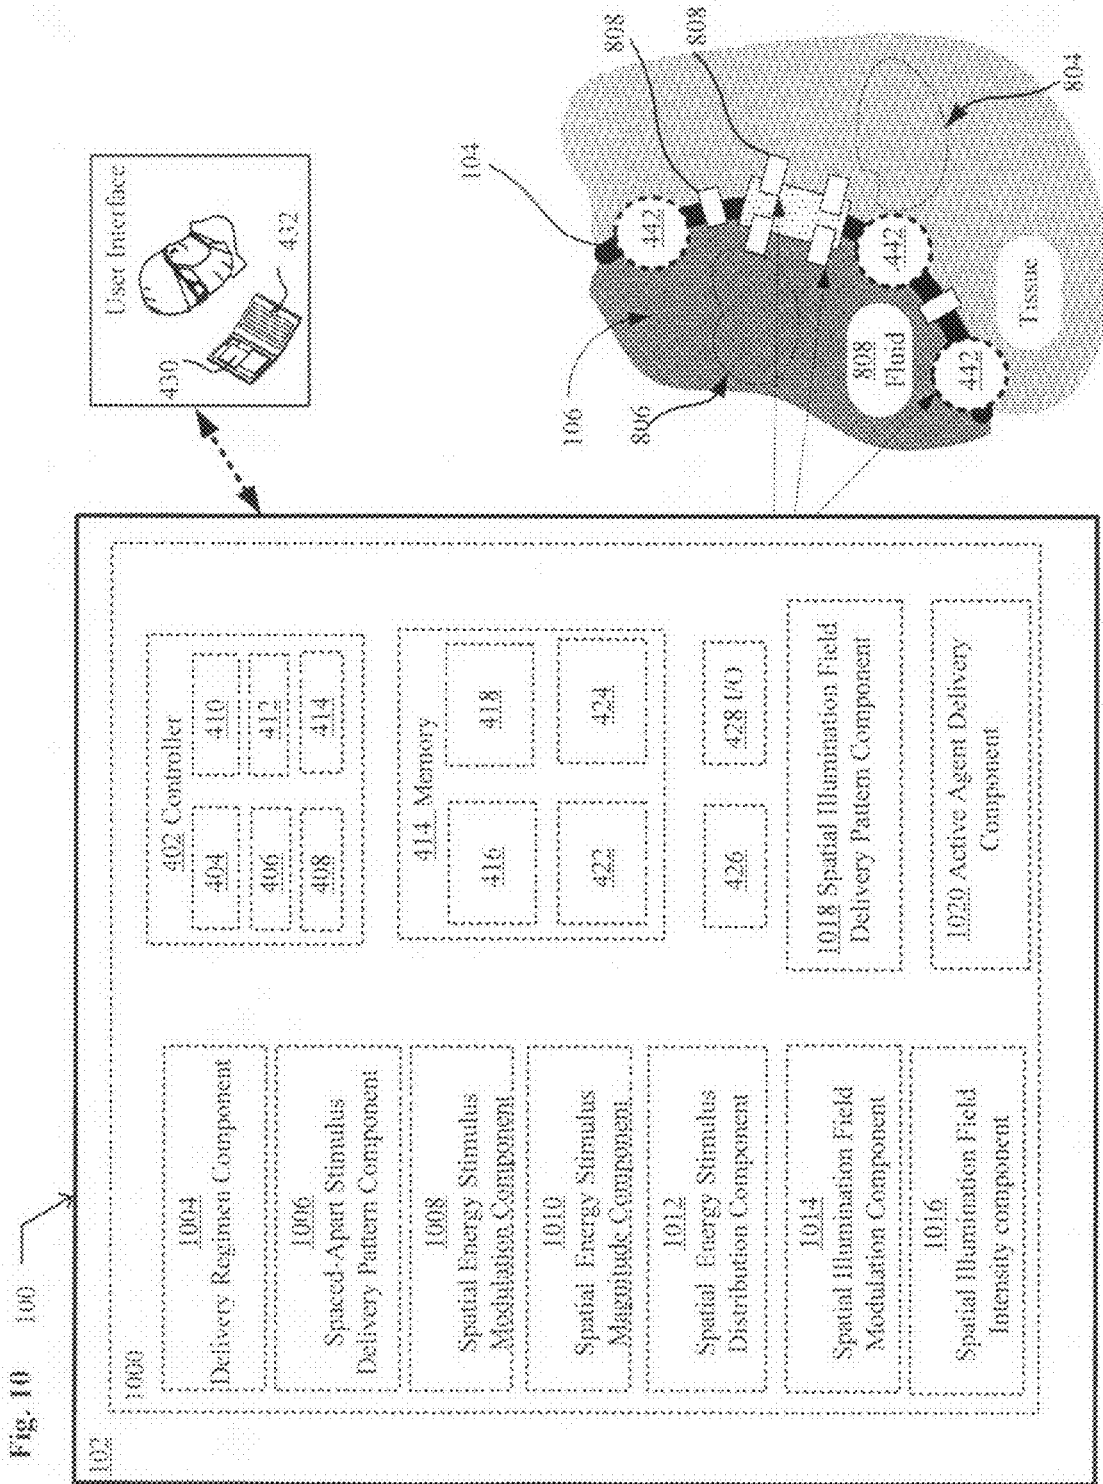 Fig. 10
100
102
1000
1004
Delivery Regimen Component
1006
Spaced-Apart Stimulus
Delivery Pattern Component
1008
Spatial Energy Stimulus
Modulation Component
1010
Spatial Energy Stimulus
Magnitude Component
1012
Spatial Energy Stimulus
Distribution Component
1014
Spatial Illumination Field
Modulation Component
1016
Spatial Illumination Field
Intensity component
402 Controller
404
410
406
412
408
414
414 Memory
416
418
422
424
426
428 I/O
1018 Spatial Illumination Field
Delivery Pattern Component
1020 Active Agent Delivery
Component
User Interface
430
432
104
106
806
808
808
442
442
442
808
Fluid
Tissue
804